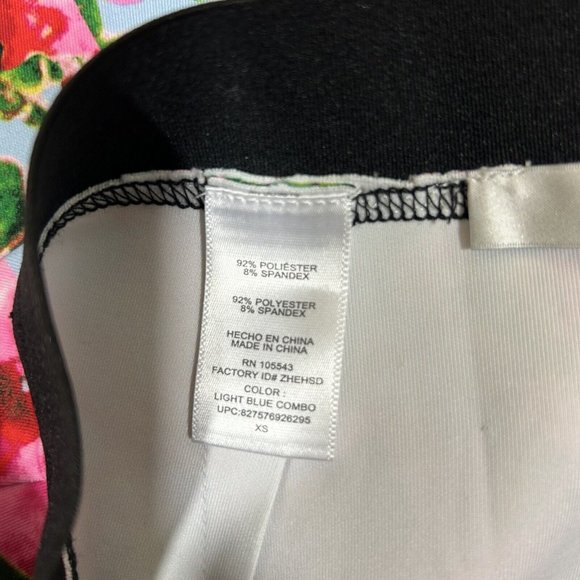 92% POLIÉSTER
8% SPANDEX
92% POLYESTER
8% SPANDEX
HECHO EN CHINA
MADE IN CHINA
RN 105543
FACTORY ID# ZHEHSD
COLOR :
LIGHT BLUE COMBO
UPC:827576926295
XS